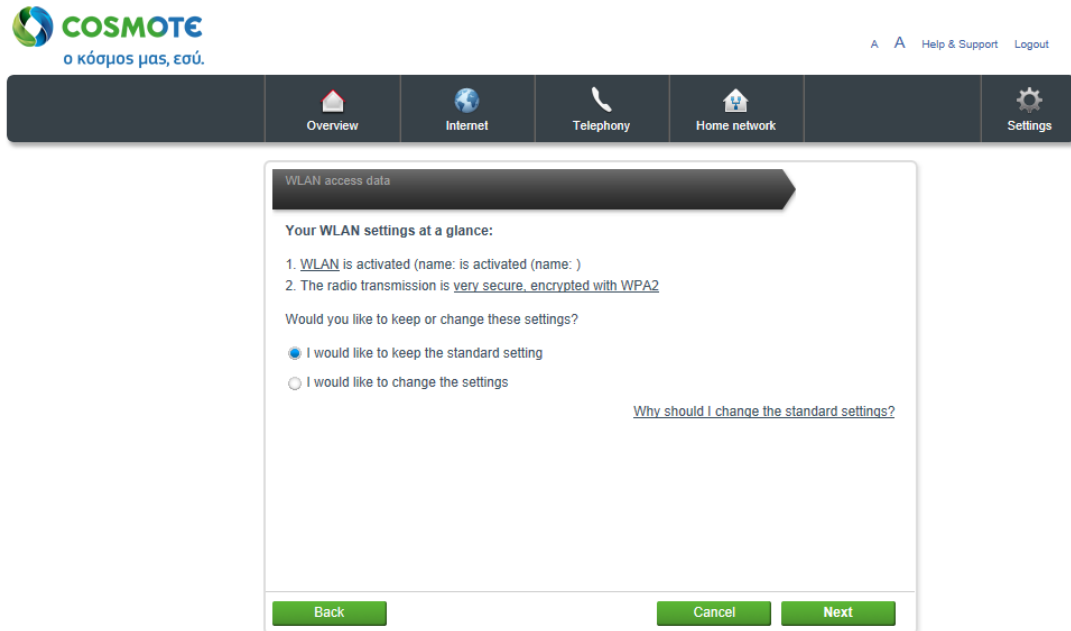 COSMOTE
ο κόσμος μας, εσύ.
A A Help & Support Logout
Overview Internet Telephony Home network Settings
WLAN access data
Your WLAN settings at a glance:
1. WLAN is activated (name: is activated (name: )
2. The radio transmission is very secure, encrypted with WPA2
Would you like to keep or change these settings?
I would like to keep the standard setting
I would like to change the settings
Why should I change the standard settings?
Back Cancel Next